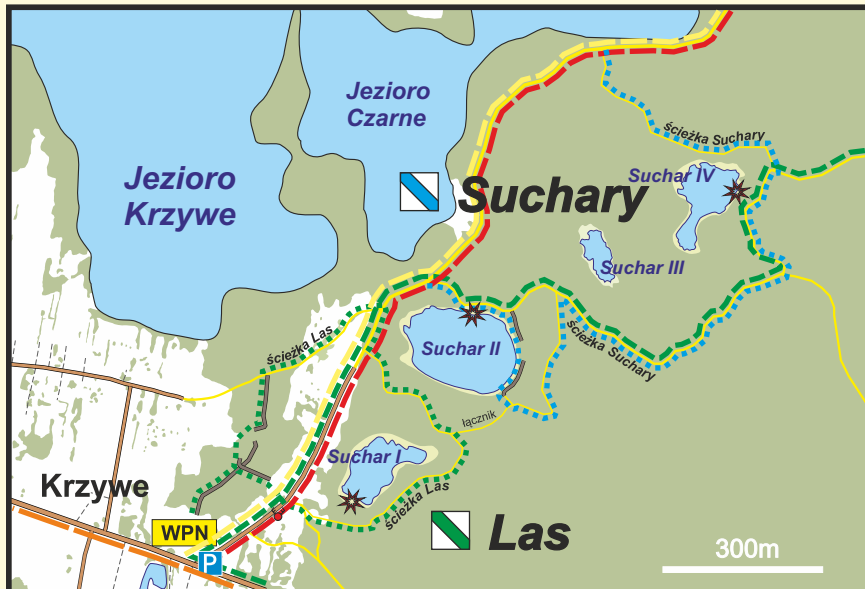 Jezioro
Czarne
ścieżka Suchary
Jezioro
Krzywe
Suchar IV
Suchary
Suchar III
ścieżka Las
Suchar II
ścieżka Suchary
łącznik
Suchar I
Krzywe
ścieżka Las
WPN
Las
P
300m